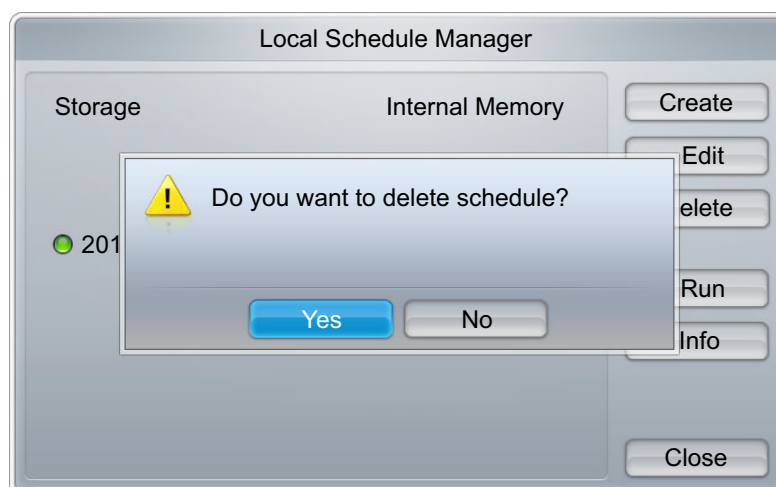 Local Schedule Manager
Storage Internal Memory
Create
Edit
Do you want to delete schedule?
elete
201
Run
Yes No
Info
Close